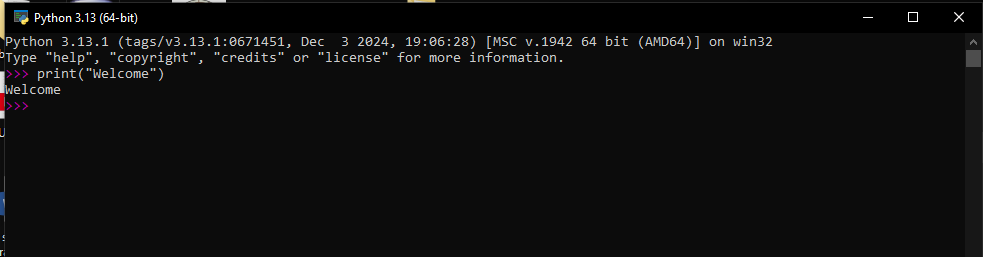 Python 3.13 (64-bit)
Python 3.13.1 (tags/v3.13.1:0671451, Dec  3 2024, 19:06:28) [MSC v.1942 64 bit (AMD64)] on win32
Type "help", "copyright", "credits" or "license" for more information.
>>> print("Welcome")
Welcome
>>>